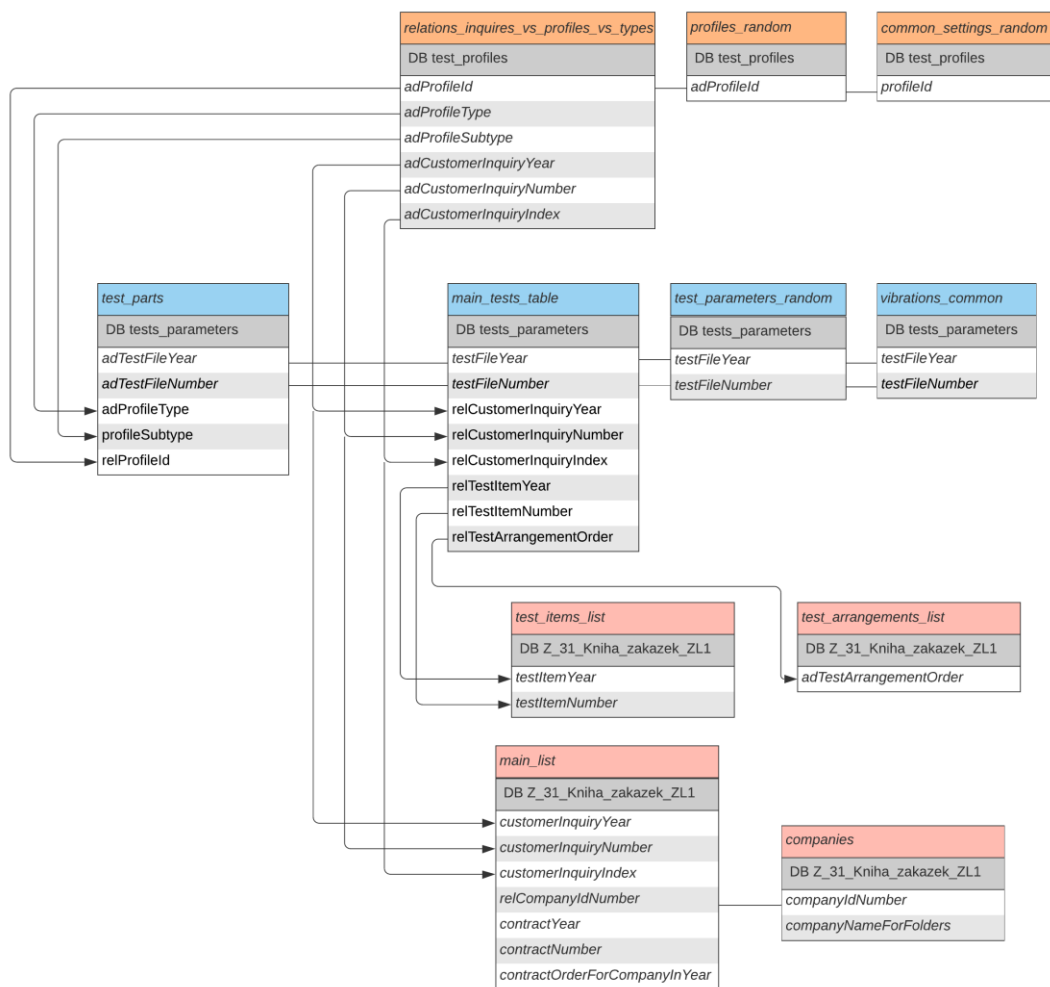 relations_inquires_vs_profiles_vs_types
DB test_profiles
adProfileId
adProfileType
adProfileSubtype
adCustomerInquiryYear
adCustomerInquiryNumber
adCustomerInquiryIndex
profiles_random
DB test_profiles
adProfileId
common_settings_random
DB test_profiles
profileId
test_parts
DB tests_parameters
adTestFileYear
adTestFileNumber
adProfileType
profileSubtype
relProfileId
main_tests_table
DB tests_parameters
testFileYear
testFileNumber
relCustomerInquiryYear
relCustomerInquiryNumber
relCustomerInquiryIndex
relTestItemYear
relTestItemNumber
relTestArrangementOrder
test_parameters_random
DB tests_parameters
testFileYear
testFileNumber
vibrations_common
DB tests_parameters
testFileYear
testFileNumber
test_items_list
DB Z_31_Kniha_zakazek_ZL1
testItemYear
testItemNumber
test_arrangements_list
DB Z_31_Kniha_zakazek_ZL1
adTestArrangementOrder
main_list
DB Z_31_Kniha_zakazek_ZL1
customerInquiryYear
customerInquiryNumber
customerInquiryIndex
relCompanyIdNumber
contractYear
contractNumber
contractOrderForCompanyInYear
companies
DB Z_31_Kniha_zakazek_ZL1
companyIdNumber
companyNameForFolders